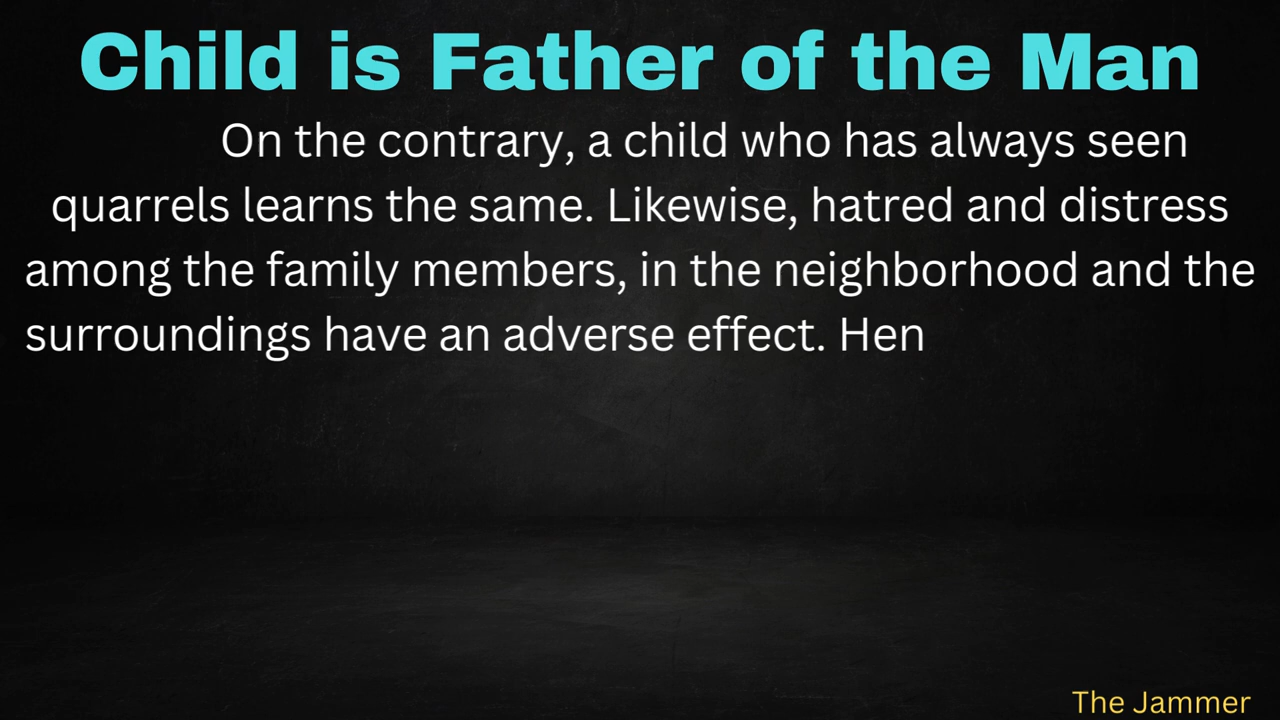 Child is Father of the Man
On the contrary, a child who has always seen
quarrels learns the same. Likewise, hatred and distress
among the family members, in the neighborhood and the
surroundings have an adverse effect. Hen
The Jammer